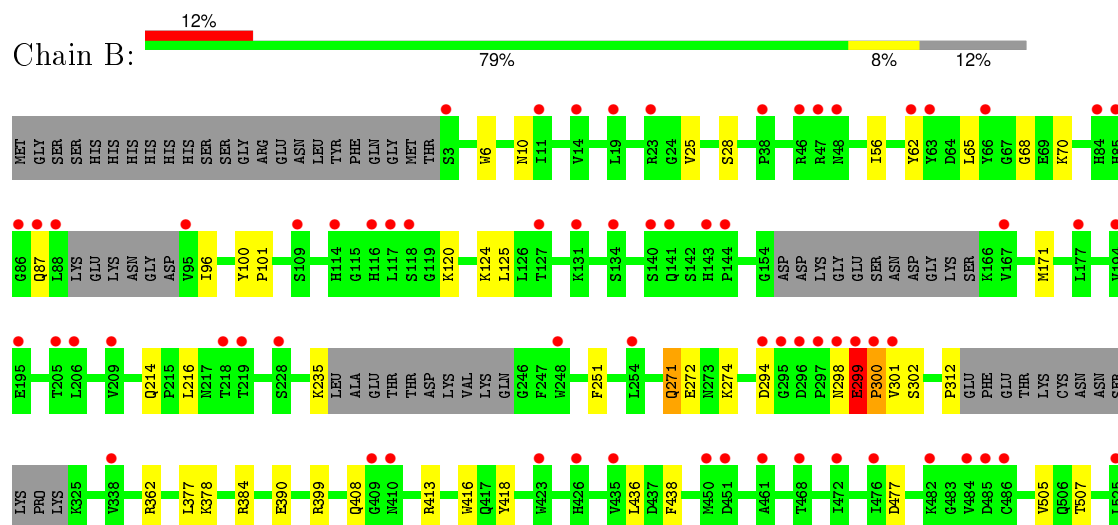 12%
Chain B:
79% 8% 12%
MET GLY SER SER HIS HIS HIS HIS HIS HIS SER SER GLY ARG GLU ASN LEU TYR PHE GLN GLY MET THR S3 W6 N10 I11 V14 L19 R23 G24 V25 S28 P38 R46 R47 N48 I56 Y62 Y63 D64 L65 Y66 G67 G68 E69 K70 H84 H85
G86 Q87 L88 LYS GLU LYS ASN GLY ASP V95 I96 Y100 P101 S109 H114 G115 H116 L117 S118 G119 K120 K124 L125 L126 T127 K131 S134 S140 Q141 S142 H143 P144 G154 ASP ASP LYS GLY GLU SER ASN ASP GLY LYS SER K166 V167 M171 L177
E195 T205 L206 V209 Q214 P215 L216 N217 T218 T219 S228 K235 LEU ALA GLU THR THR ASP LYS VAL LYS GLN G246 F247 W248 F251 L254 Q271 E272 N273 K274 D294 G295 D296 P297 N298 E299 P300 V301 S302 P312 GLU PHE GLU THR LYS CYS ASN ASN SER
LYS PRO LYS K325 V338 R362 L377 K378 R384 E390 R399 Q408 G409 N410 R413 W416 Q417 Y418 W423 H426 V435 L436 D437 F438 M450 D451 A461 T468 I472 I476 D477 K482 G483 V484 D485 C486 V505 Q506 T507